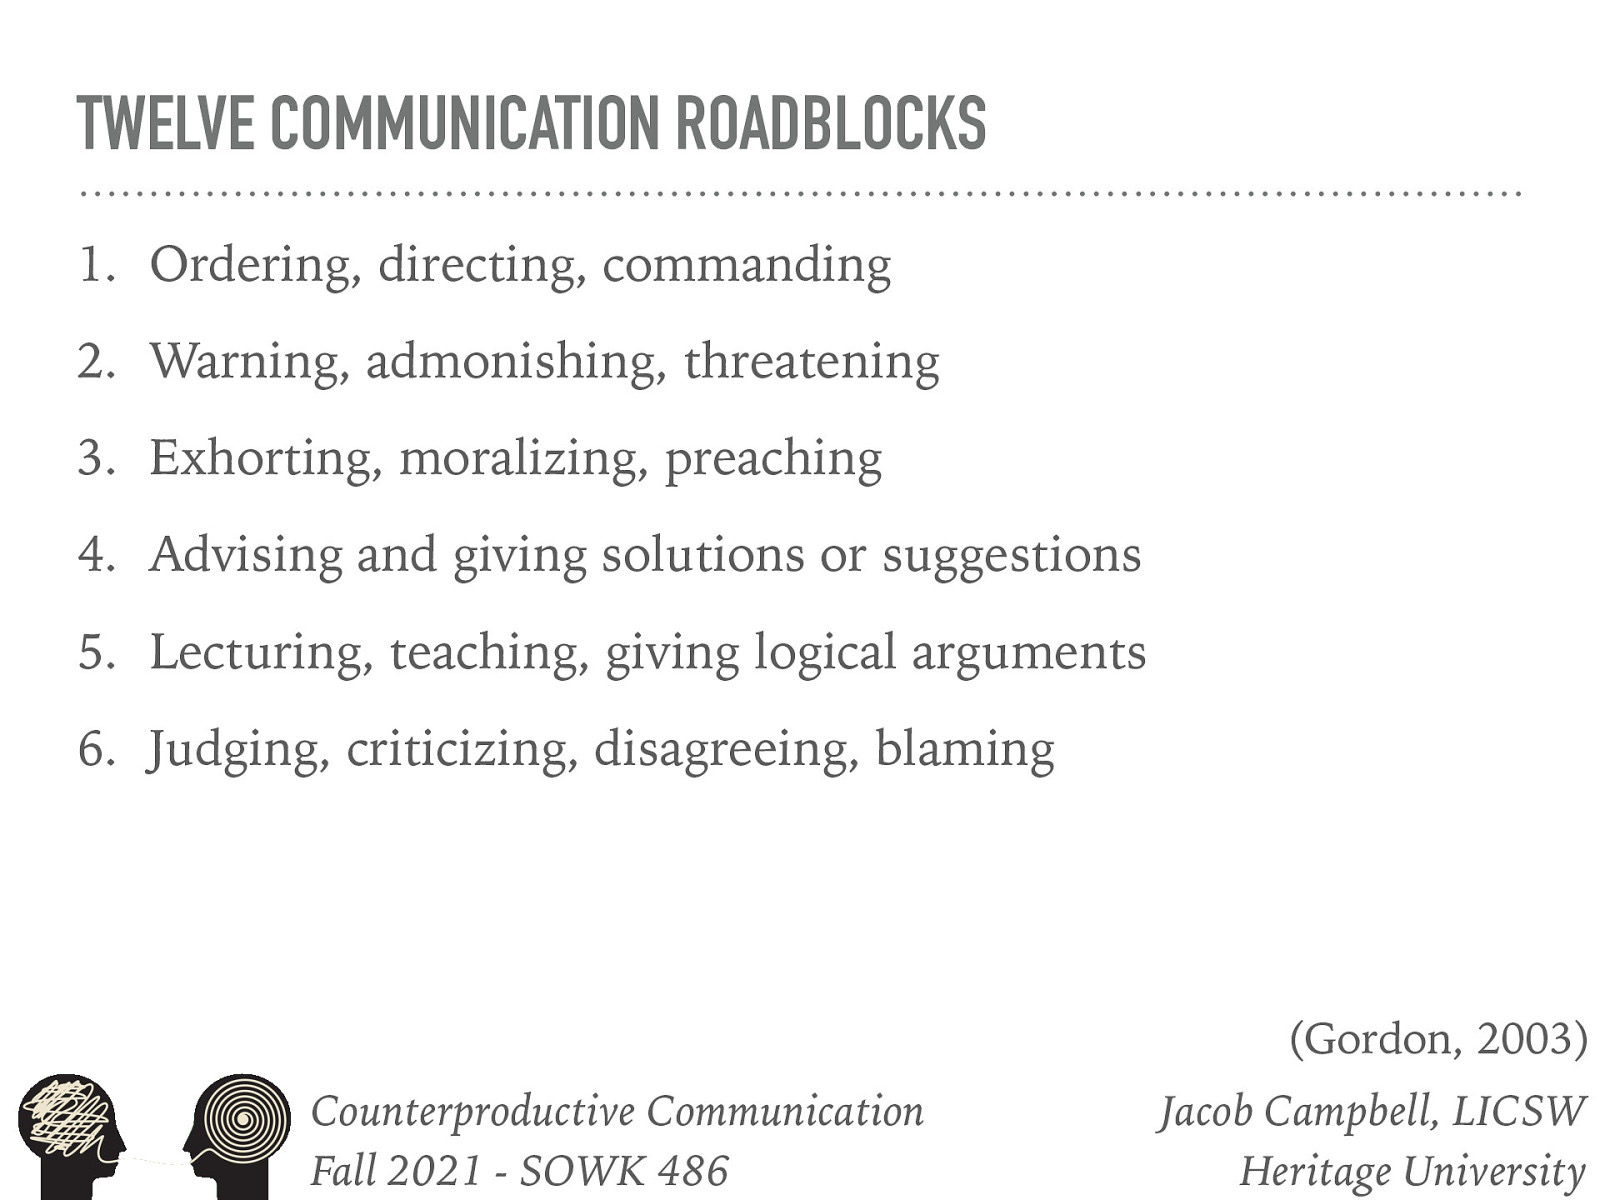 TWELVE COMMUNICATION ROADBLOCKS
1. Ordering, directing, commanding
2. Warning, admonishing, threatening
3. Exhorting, moralizing, preaching
4. Advising and giving solutions or suggestions
5. Lecturing, teaching, giving logical arguments
6. Judging, criticizing, disagreeing, blaming
(Gordon, 2003)
Counterproductive Communication
Fall 2021 - SOWK 486
Jacob Campbell, LICSW
Heritage University